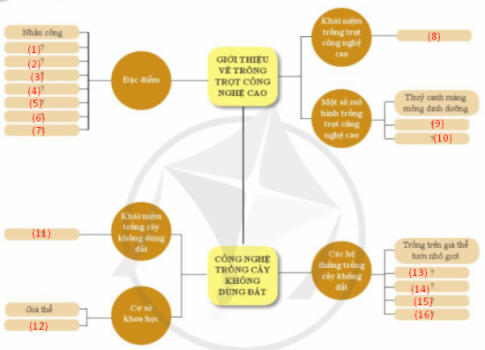 Nhân công
(1)?
(2)?
(3)?
(4)?
(5)?
(6)
(7)
Đặc điểm
GIỚI THIỆU
VỀ TRỒNG
TRỌT CÔNG
NGHỆ CAO
Khái niệm
trồng trọt
công nghệ
cao
(8)
Một số mô
hình trồng
trọt công
nghệ cao
Thuỷ canh màng
mỏng dinh dưỡng
(9)
?(10)
(11)
Khái niệm
trồng cây
không dùng
đất
Giá thể
(12)
Cơ sở
khoa học
CÔNG NGHỆ
TRỒNG CÂY
KHÔNG
DÙNG ĐẤT
Các hệ
thống trồng
cây không
dùng đất
Trồng trên giá thể
tưới nhỏ giọt
(13) ?
(14) ?
(15)?
(16)